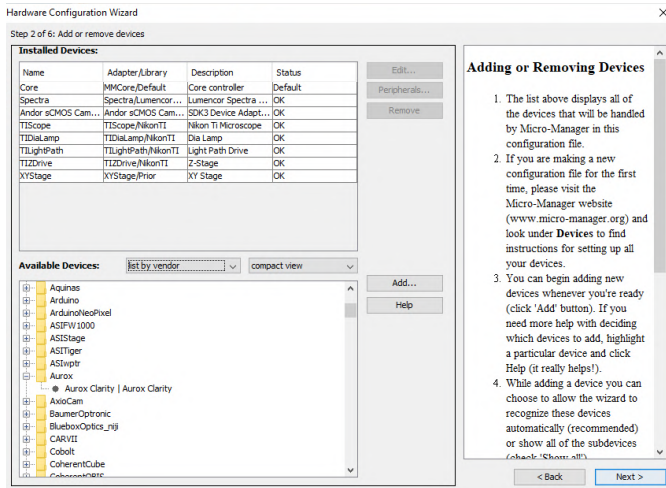 Hardware Configuration Wizard
Step 2 of 6: Add or remove devices
Installed Devices:
Name Adapter/Library Description Status
Core MMCore/Default Core controller Default
Spectra Spectra/Lumencor... Lumencor Spectra ... OK
Andor sCMOS Cam... Andor sCMOS Cam... SDK3 Device Adapt... OK
TIScope TIScope/NikonTI Nikon Ti Microscope OK
TIDiaLamp TIDiaLamp/NikonTI Dia Lamp OK
TILightPath TILightPath/NikonTI Light Path Drive OK
TIZDrive TIZDrive/NikonTI Z-Stage OK
XYStage XYStage/Prior XY Stage OK
Edit...
Peripherals...
Remove
Available Devices: list by vendor compact view
Aquinas
Arduino
ArduinoNeoPixel
ASIFW1000
ASIStage
ASITiger
ASIwptr
Aurox
Aurox Clarity | Aurox Clarity
AxioCam
BaumerOptronic
BlueboxOptics_niji
CARVII
Cobolt
CoherentCube
CoherentOBIS
Add...
Help
Adding or Removing Devices
1. The list above displays all of
the devices that will be handled
by Micro-Manager in this
configuration file.
2. If you are making a new
configuration file for the first
time, please visit the
Micro-Manager website
(www.micro-manager.org) and
look under Devices to find
instructions for setting up all
your devices.
3. You can begin adding new
devices whenever you're ready
(click 'Add' button). If you
need more help with deciding
which devices to add, highlight
a particular device and click
Help (it really helps!).
4. While adding a device you can
choose to allow the wizard to
recognize these devices
automatically (recommended)
or show all of the subdevices
(check 'Show all')
< Back Next >